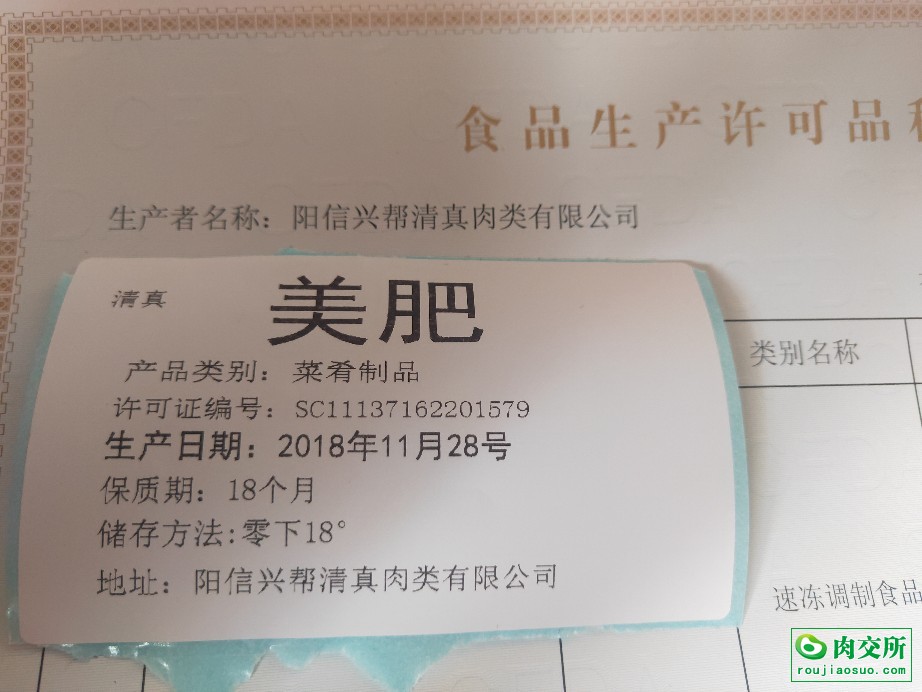 食品生产许可品
生产者名称：阳信兴帮清真肉类有限公司
清真
美肥
产品类别：菜肴制品
许可证编号：SC11137162201579
生产日期：2018年11月28号
保质期：18个月
储存方法:零下18°
地址：阳信兴帮清真肉类有限公司
类别名称
速冻调制食品
肉交所
roujiaosuo.com